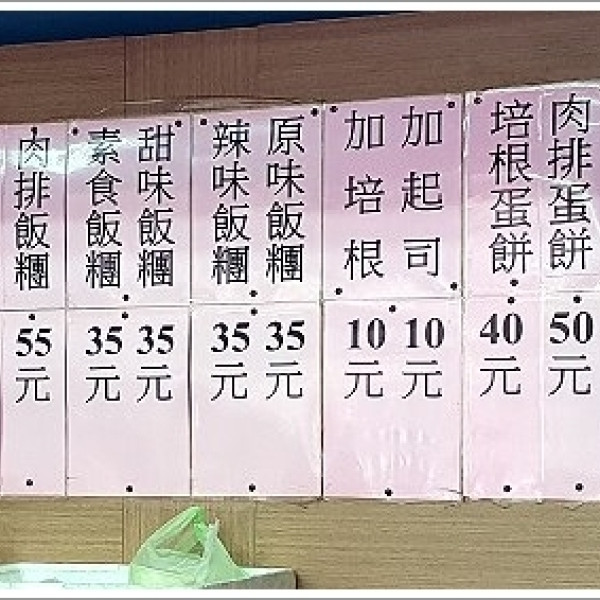 肉排蛋餅
50元
培根蛋餅
40元
加起司
10元
加培根
10元
原味飯糰
35元
辣味飯糰
35元
甜味飯糰
35元
素食飯糰
35元
肉排飯糰
55元